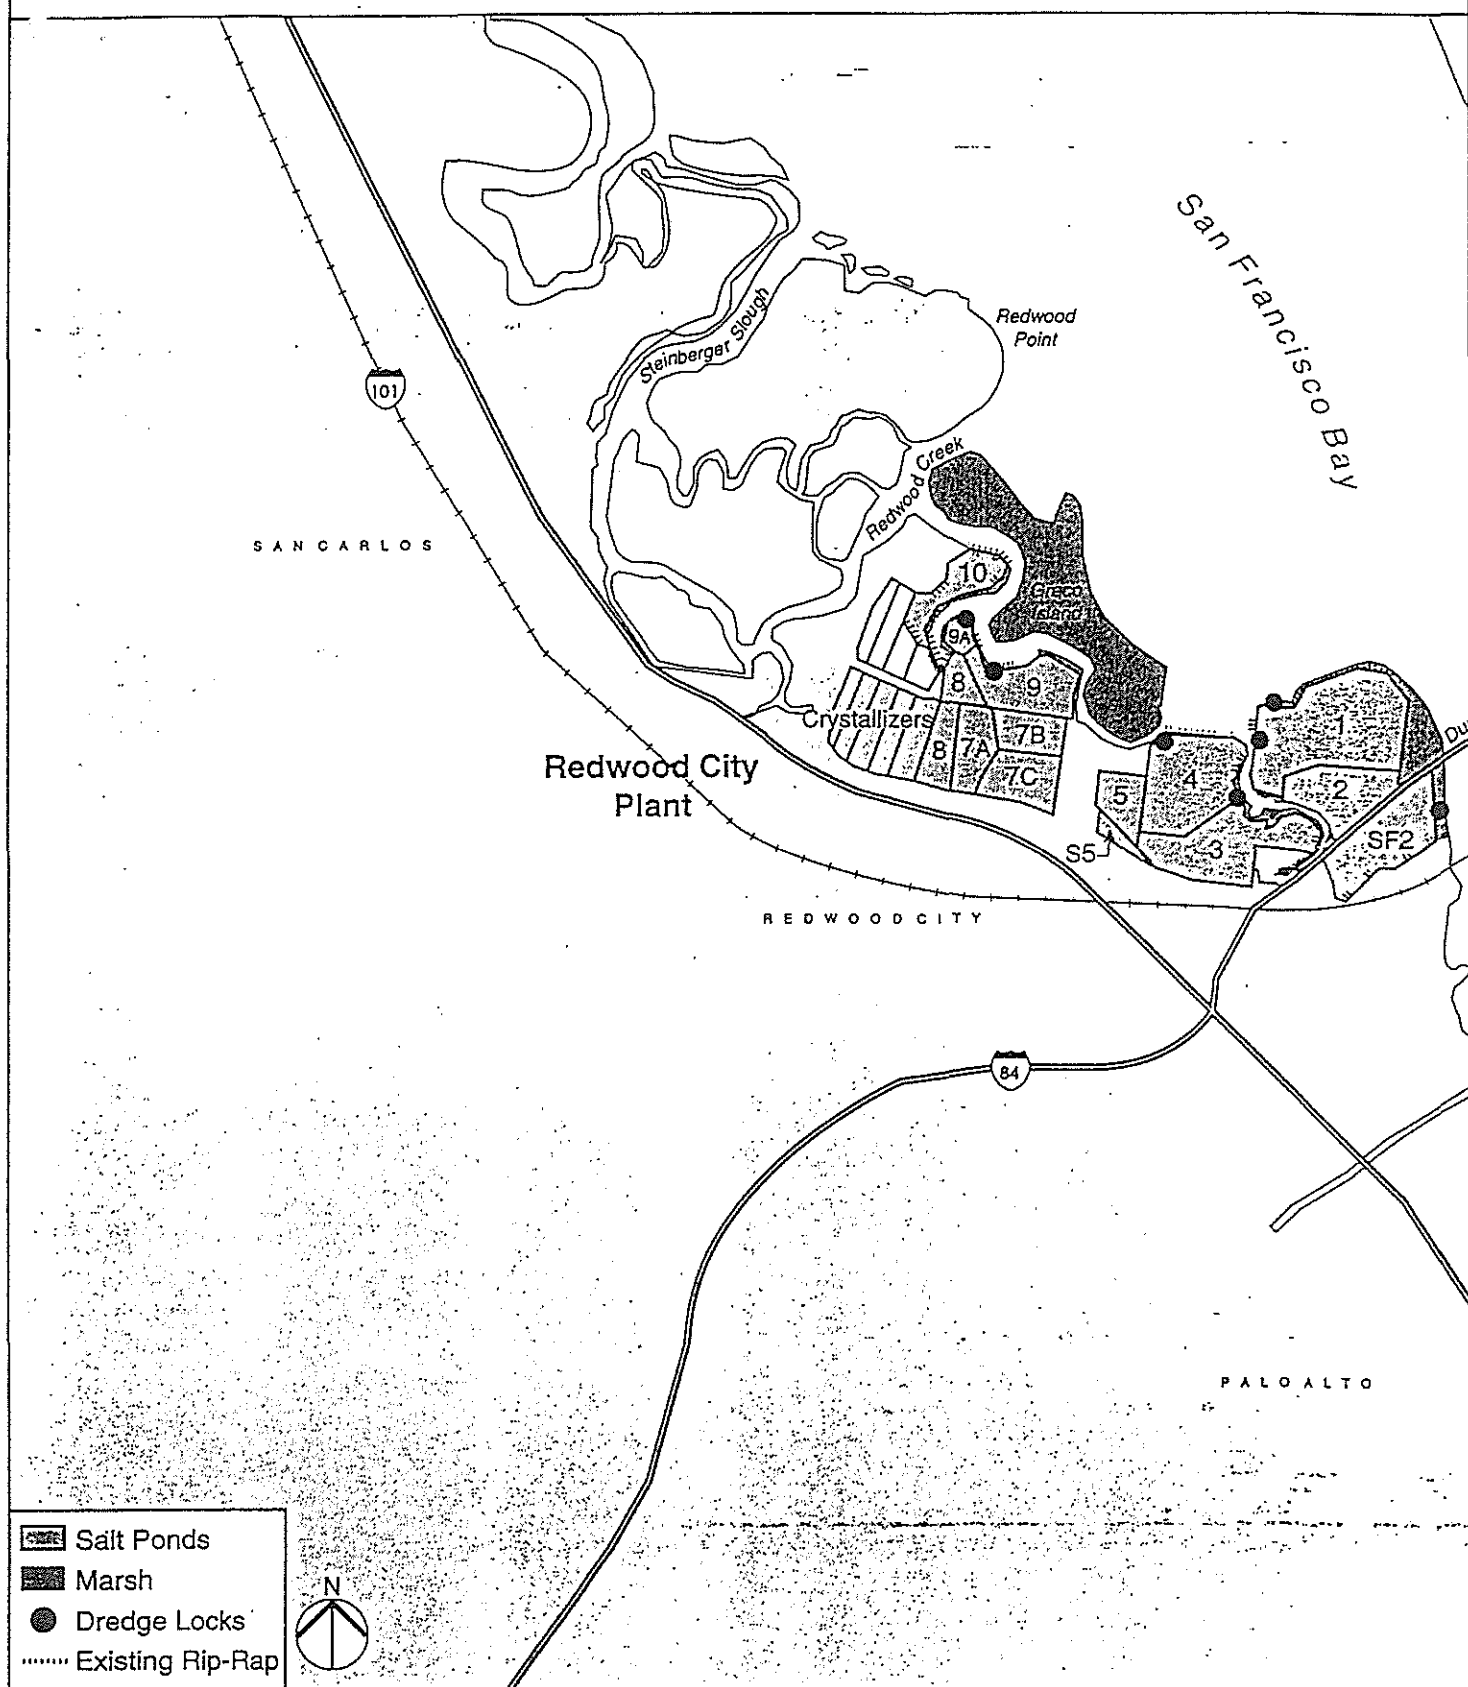 San Francisco Bay
Redwood
Point
Steinberger Slough
101
Redwood Creek
SAN CARLOS
10
Greco
Island
9A
8
9
1
Crystallizers
8
7A
7B
7C
Redwood City
Plant
5
4
2
Du
S5
3
SF2
REDWOOD CITY
84
PALO ALTO
Salt Ponds
Marsh
Dredge Locks
Existing Rip-Rap
N